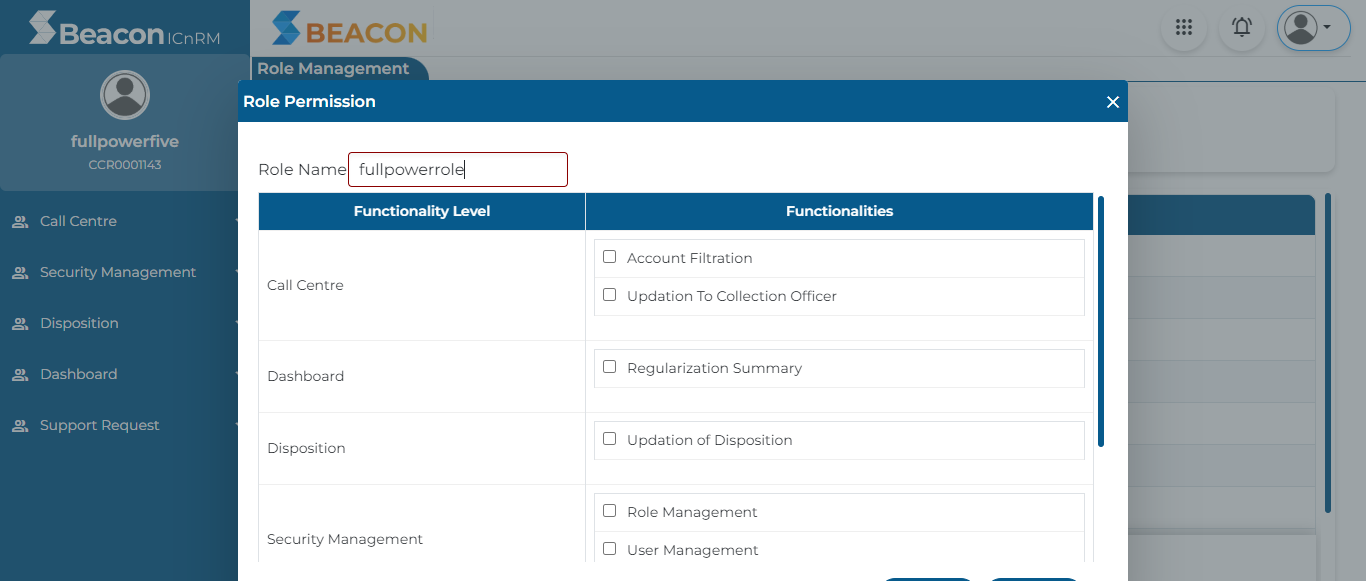 Beacon ICnRM
BEACON
Role Management
fullpowerfive
CCR0001143
Call Centre
Security Management
Disposition
Dashboard
Support Request
Role Permission
Role Name fullpowerrole
Functionality Level Functionalities
Call Centre
Account Filtration
Updation To Collection Officer
Dashboard
Regularization Summary
Disposition
Updation of Disposition
Security Management
Role Management
User Management